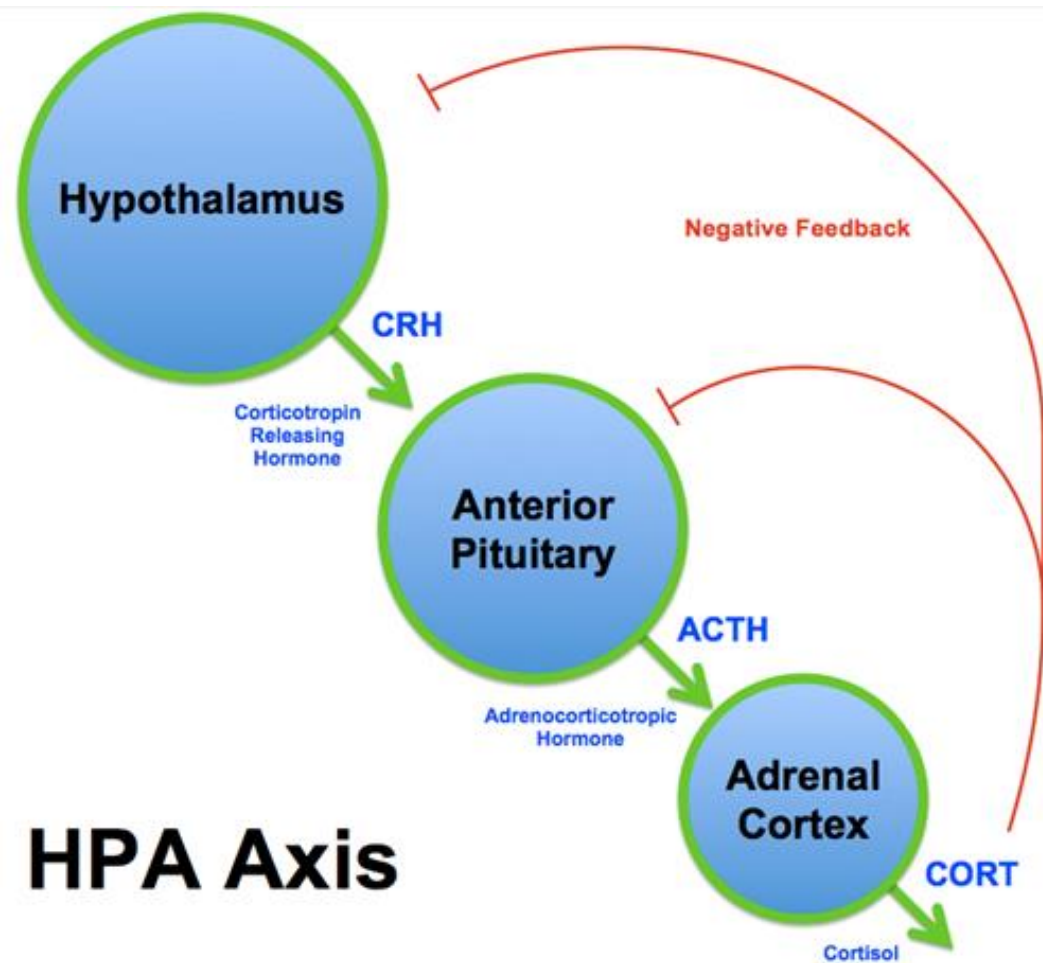 Hypothalamus
Negative Feedback
CRH
Corticotropin
Releasing
Hormone
Anterior
Pituitary
ACTH
Adrenocorticotropic
Hormone
Adrenal
Cortex
HPA Axis
CORT
Cortisol